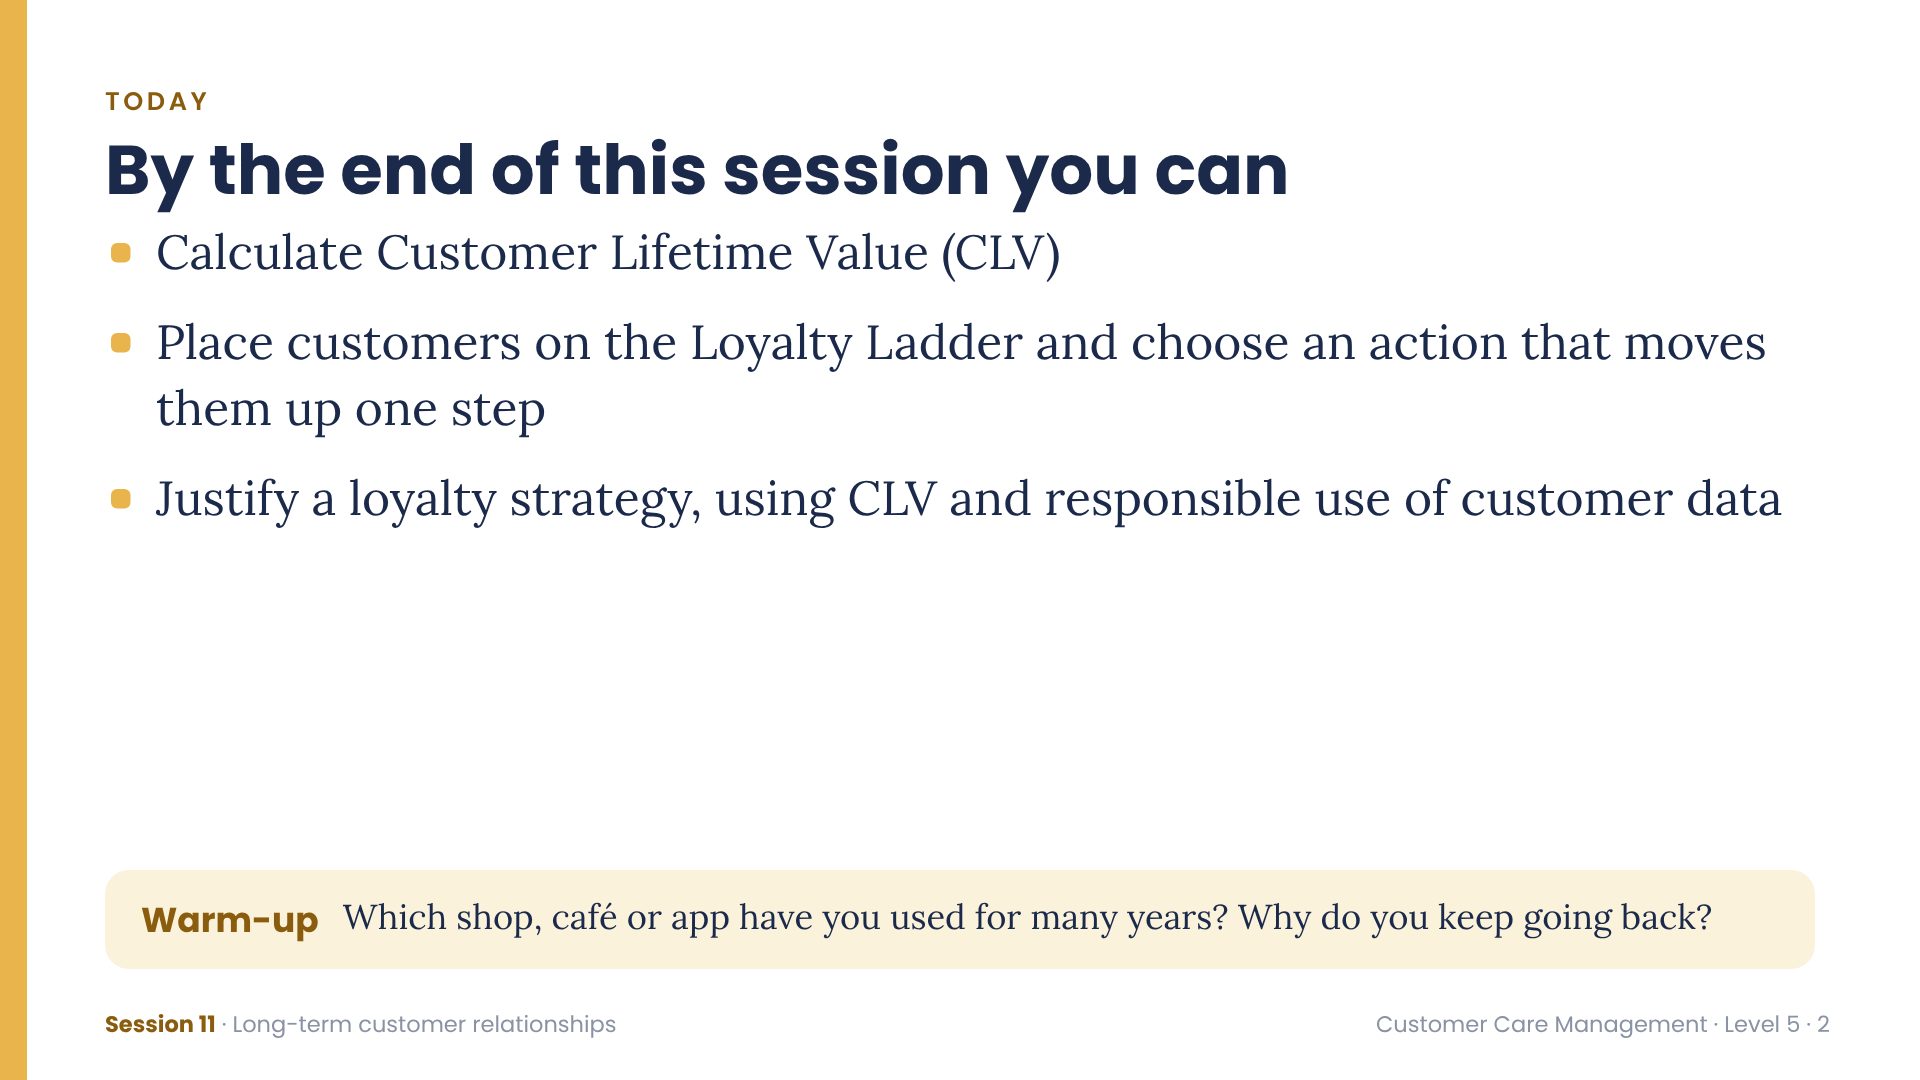 TODAY
By the end of this session you can
Calculate Customer Lifetime Value (CLV)
Place customers on the Loyalty Ladder and choose an action that moves
them up one step
Justify a loyalty strategy, using CLV and responsible use of customer data
Warm-up Which shop, café or app have you used for many years? Why do you keep going back?
Session 11 · Long-term customer relationships
Customer Care Management · Level 5 · 2